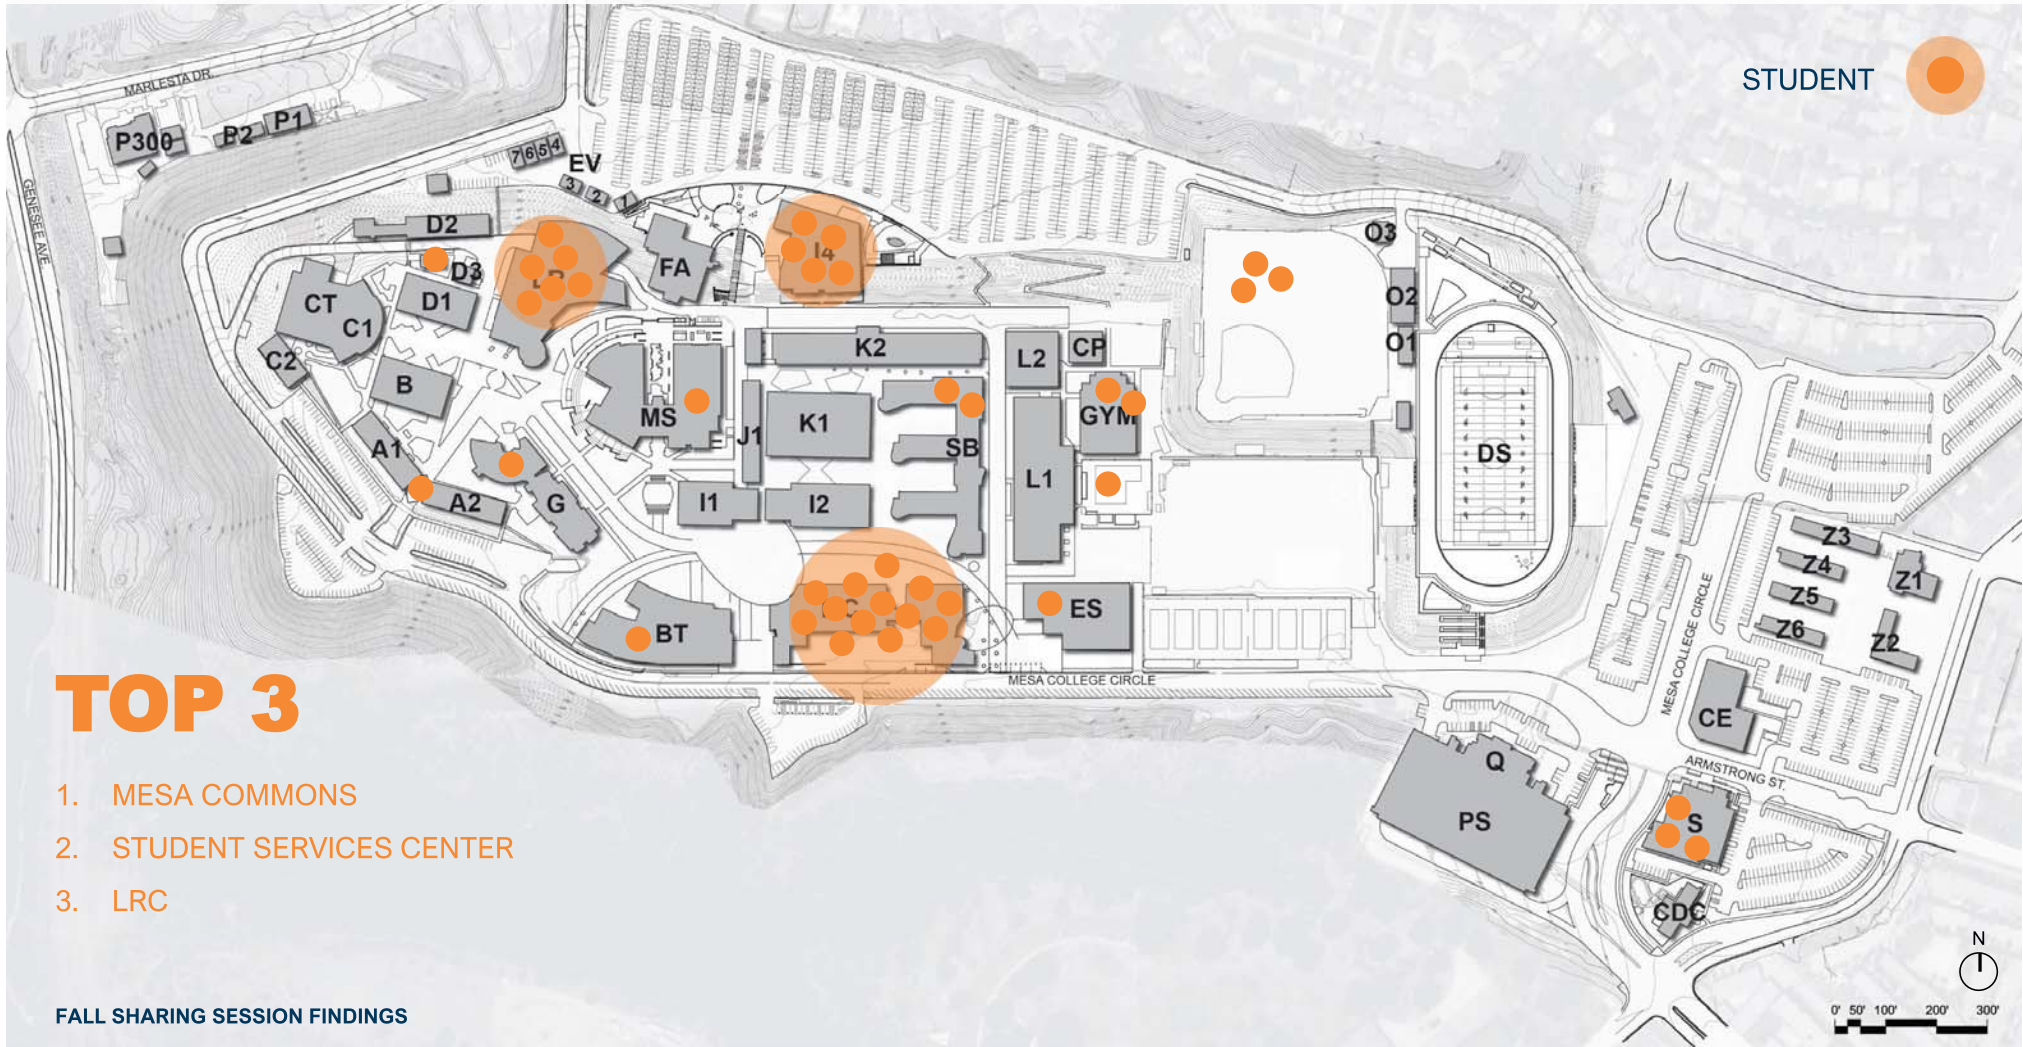 STUDENT
MARLESTA DR.
GENESEE AVE.
P300
P2
P1
7 6 5 4
EV
3 2 1
D2
D3
D1
CT
C1
C2
B
A1
A2
G
FA
I4
MS
J1
K2
K1
I1
I2
SB
L2
CP
GYM
L1
O3
O2
O1
DS
BT
ES
MESA COLLEGE CIRCLE
MESA COLLEGE CIRCLE
Z3
Z4
Z5
Z6
Z1
Z2
CE
ARMSTRONG ST.
Q
PS
S
CDC
TOP 3
1. MESA COMMONS
2. STUDENT SERVICES CENTER
3. LRC
FALL SHARING SESSION FINDINGS
N
0' 50' 100' 200' 300'